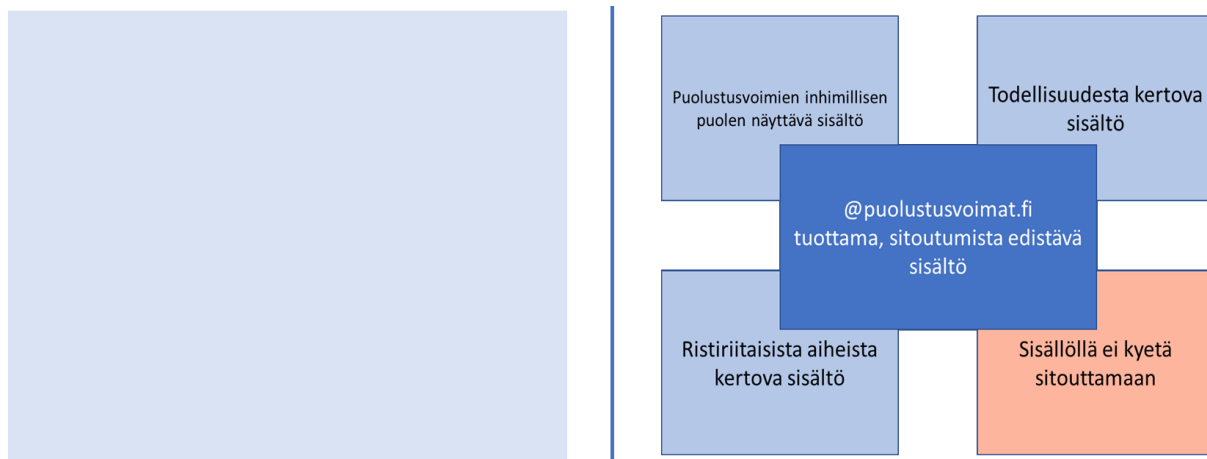 Puolustusvoimien inhimillisen
puolen näyttävä sisältö
Todellisuudesta kertova
sisältö
@puolustusvoimat.fi
tuottama, sitoutumista edistävä
sisältö
Ristiriitaisista aiheista
kertova sisältö
Sisällöllä ei kyetä
sitouttamaan